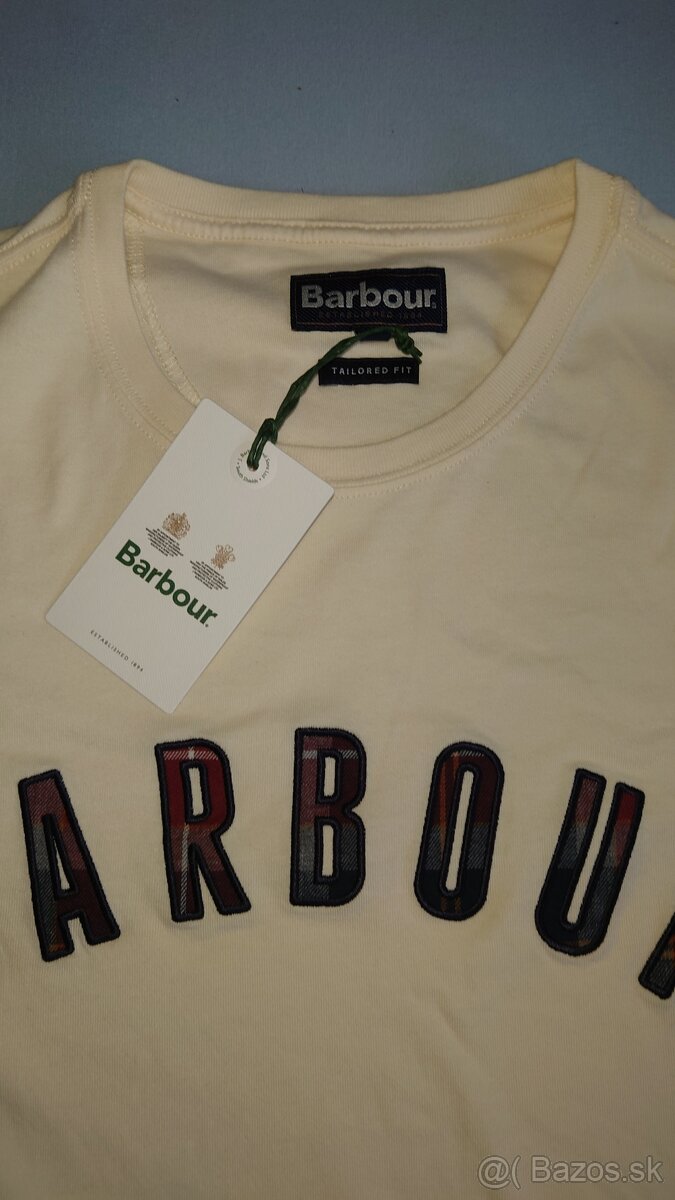 Barbour
ESTABLISHED 1894
TAILORED FIT
Barbour
ESTABLISHED 1894
ARBOU
@( Bazos.sk